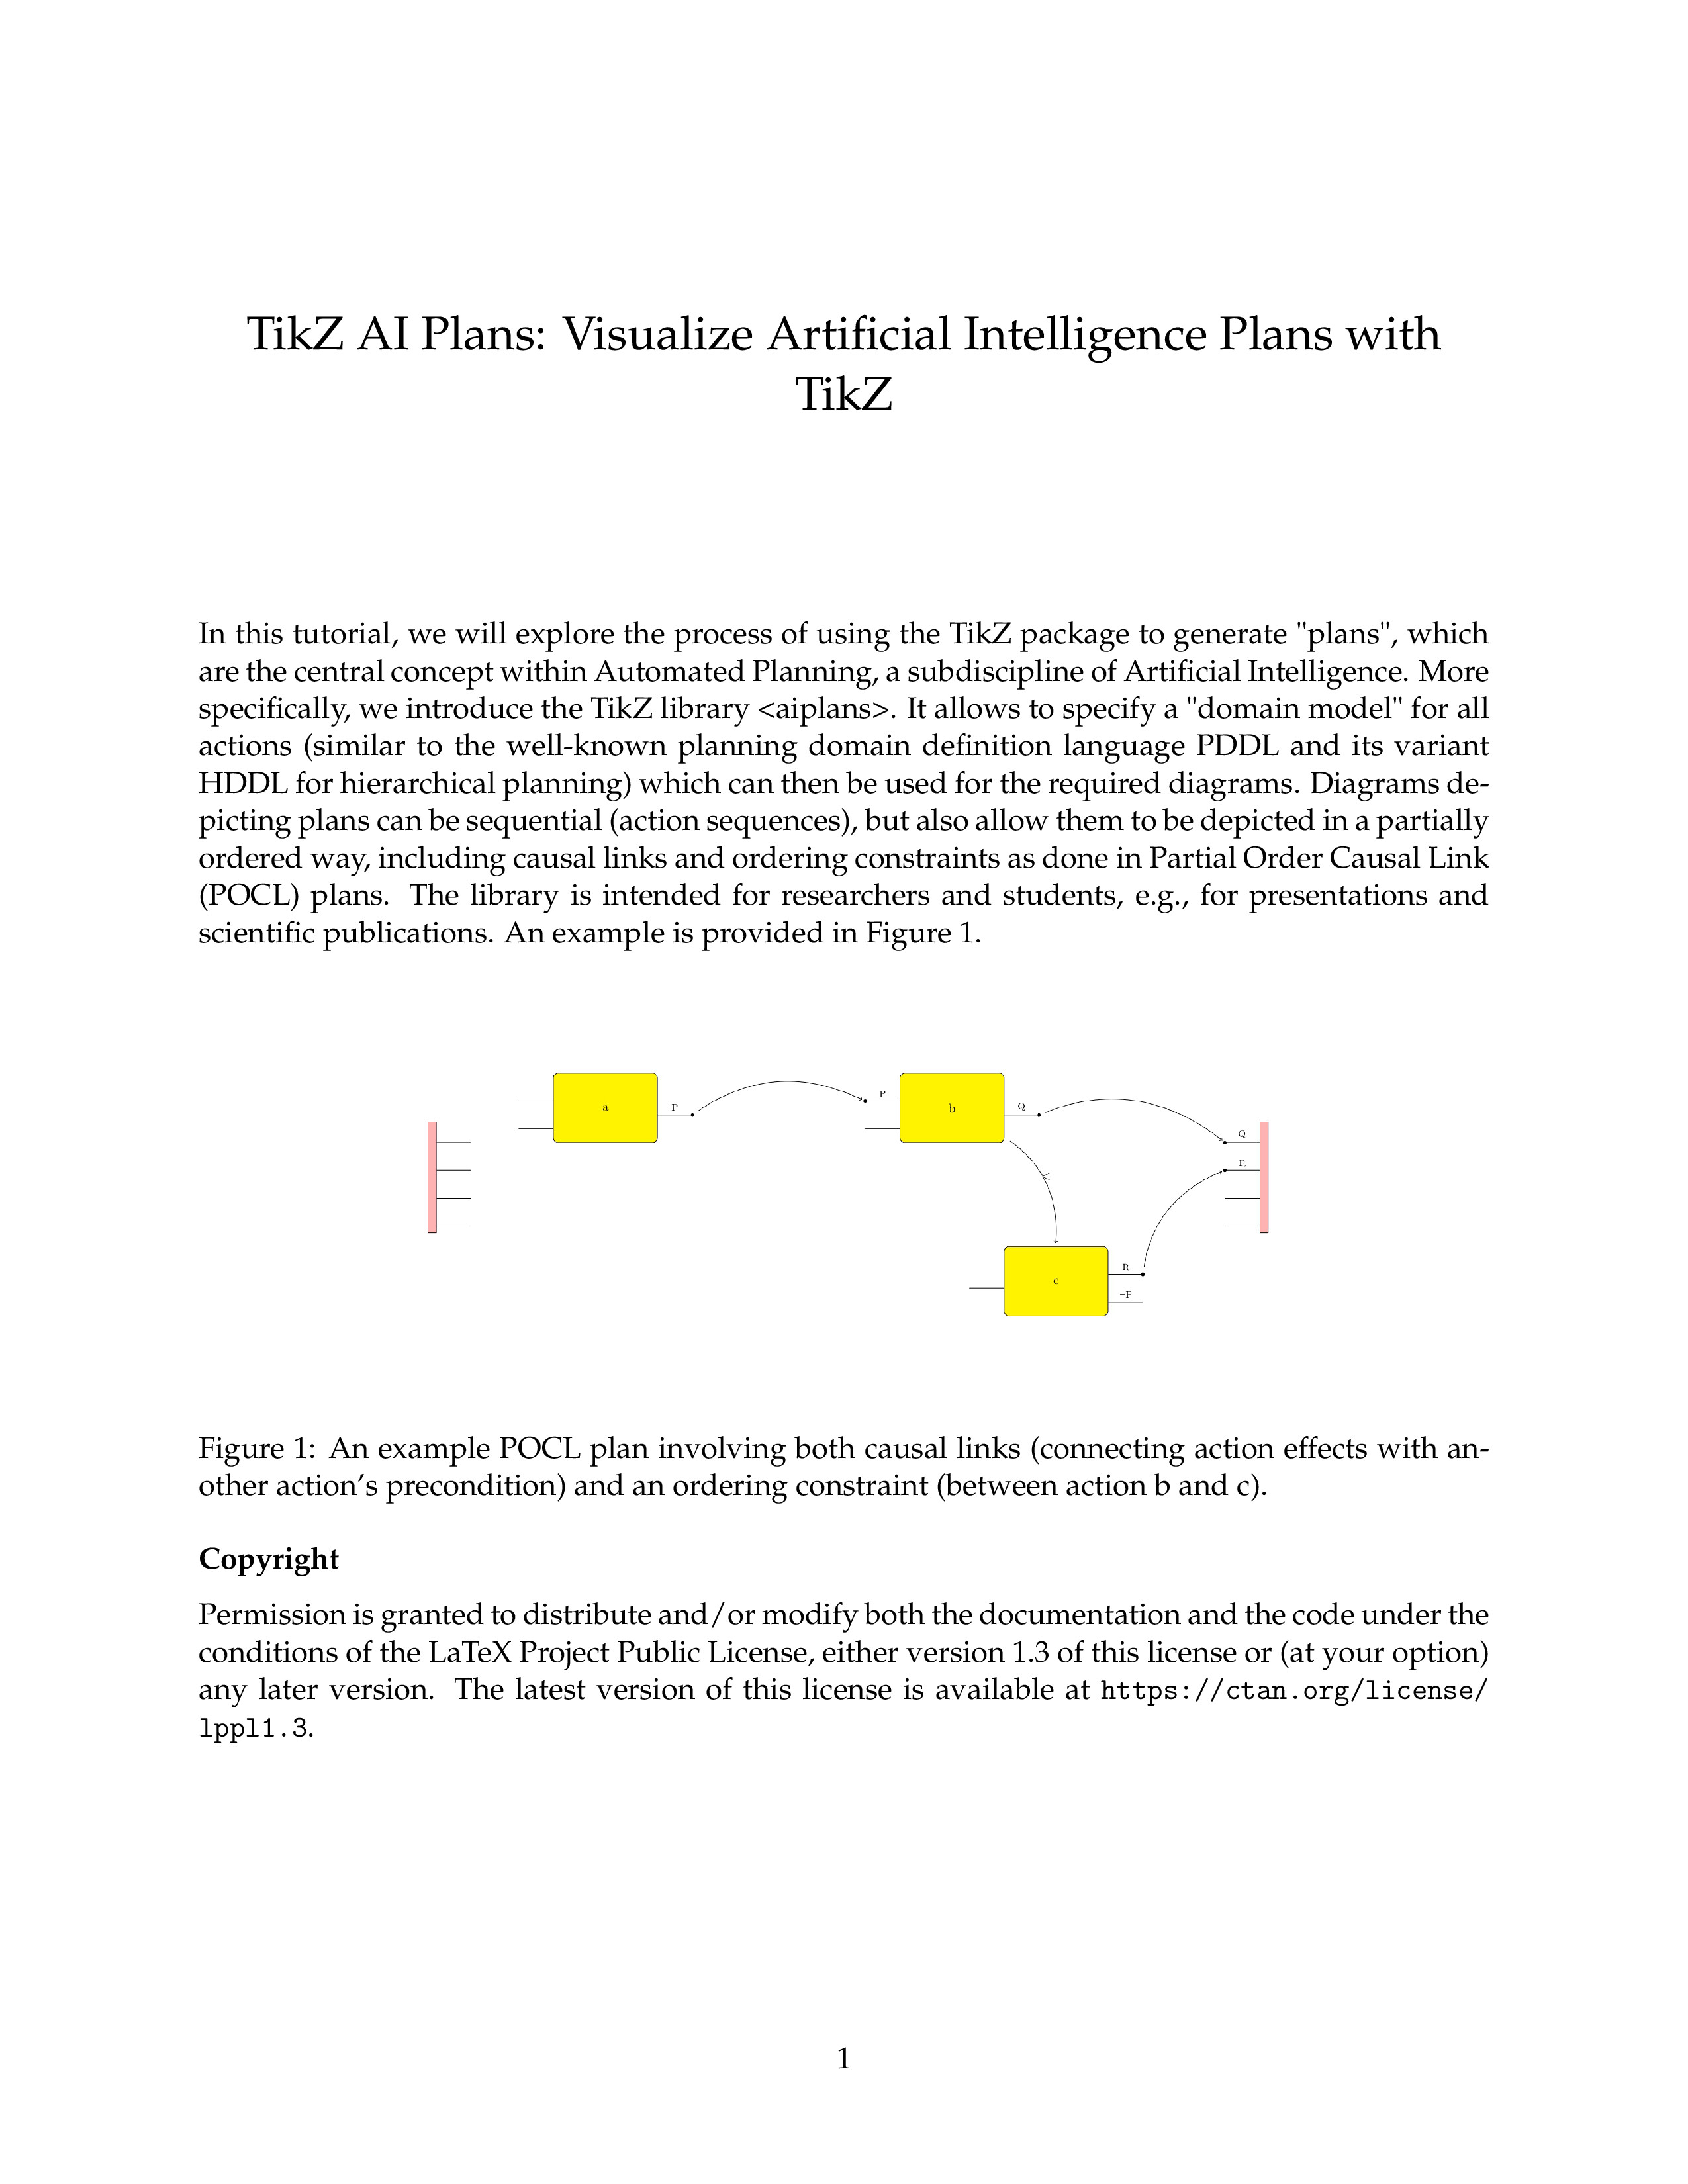 TikZ AI Plans: Visualize Artificial Intelligence Plans with
TikZ
In this tutorial, we will explore the process of using the TikZ package to generate "plans", which
are the central concept within Automated Planning, a subdiscipline of Artificial Intelligence. More
specifically, we introduce the TikZ library <aiplans>. It allows to specify a "domain model" for all
actions (similar to the well-known planning domain definition language PDDL and its variant
HDDL for hierarchical planning) which can then be used for the required diagrams. Diagrams de-
picting plans can be sequential (action sequences), but also allow them to be depicted in a partially
ordered way, including causal links and ordering constraints as done in Partial Order Causal Link
(POCL) plans. The library is intended for researchers and students, e.g., for presentations and
scientific publications. An example is provided in Figure 1.
a
P
P
b
Q
Q
R
<
c
R
¬P
Figure 1: An example POCL plan involving both causal links (connecting action effects with an-
other action's precondition) and an ordering constraint (between action b and c).
Copyright
Permission is granted to distribute and/or modify both the documentation and the code under the
conditions of the LaTeX Project Public License, either version 1.3 of this license or (at your option)
any later version. The latest version of this license is available at https://ctan.org/license/
lppl1.3.
1